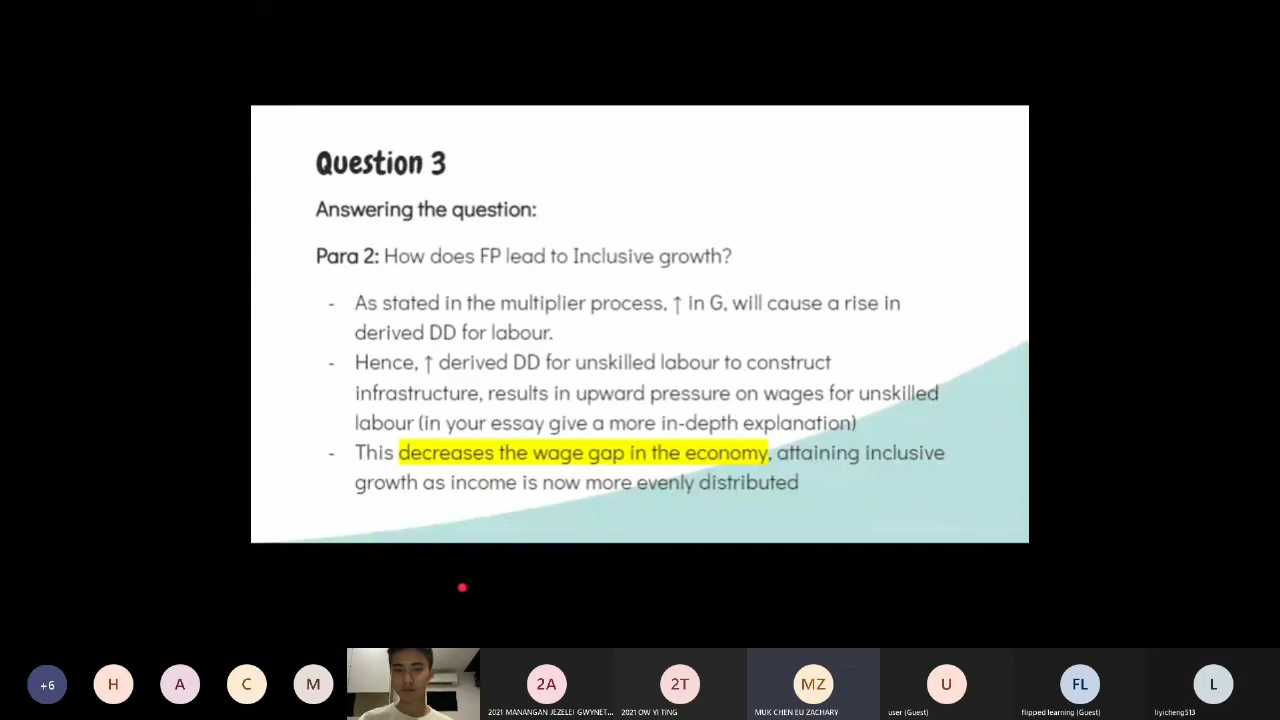 Question 3
Answering the question:
Para 2: How does FP lead to Inclusive growth?
- As stated in the multiplier process, ↑ in G, will cause a rise in
derived DD for labour.
- Hence, ↑ derived DD for unskilled labour to construct
infrastructure, results in upward pressure on wages for unskilled
labour (in your essay give a more in-depth explanation)
- This decreases the wage gap in the economy, attaining inclusive
growth as income is now more evenly distributed
+6 H A C M 2A 2T MZ U FL L
2021 MANANGAN JEZELEI GWYNET... 2021 OW YI TING MUK CHEN EU ZACHARY user (Guest) flipped learning (Guest) liyicheng513